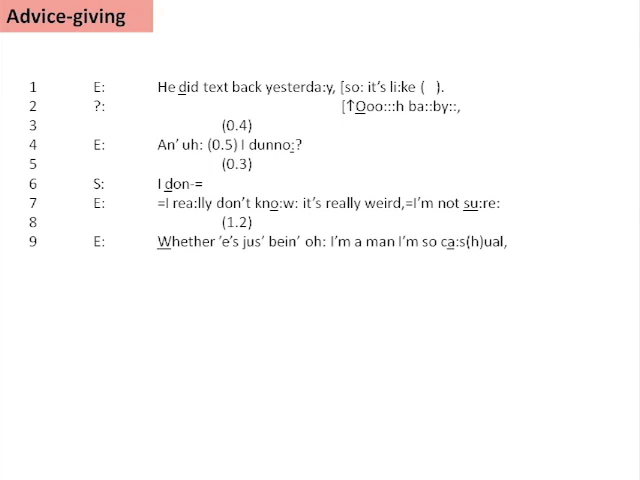 Advice-giving
1 E: He did text back yesterda:y, [so: it's li:ke (  ).
2 ?: [↑Ooo:::h ba::by::,
3 (0.4)
4 E: An' uh: (0.5) I dunno:?
5 (0.3)
6 S: I don-=
7 E: =I rea:lly don't kno:w: it's really weird,=I'm not su:re:
8 (1.2)
9 E: Whether 'e's jus' bein' oh: I'm a man I'm so ca:s(h)ual,